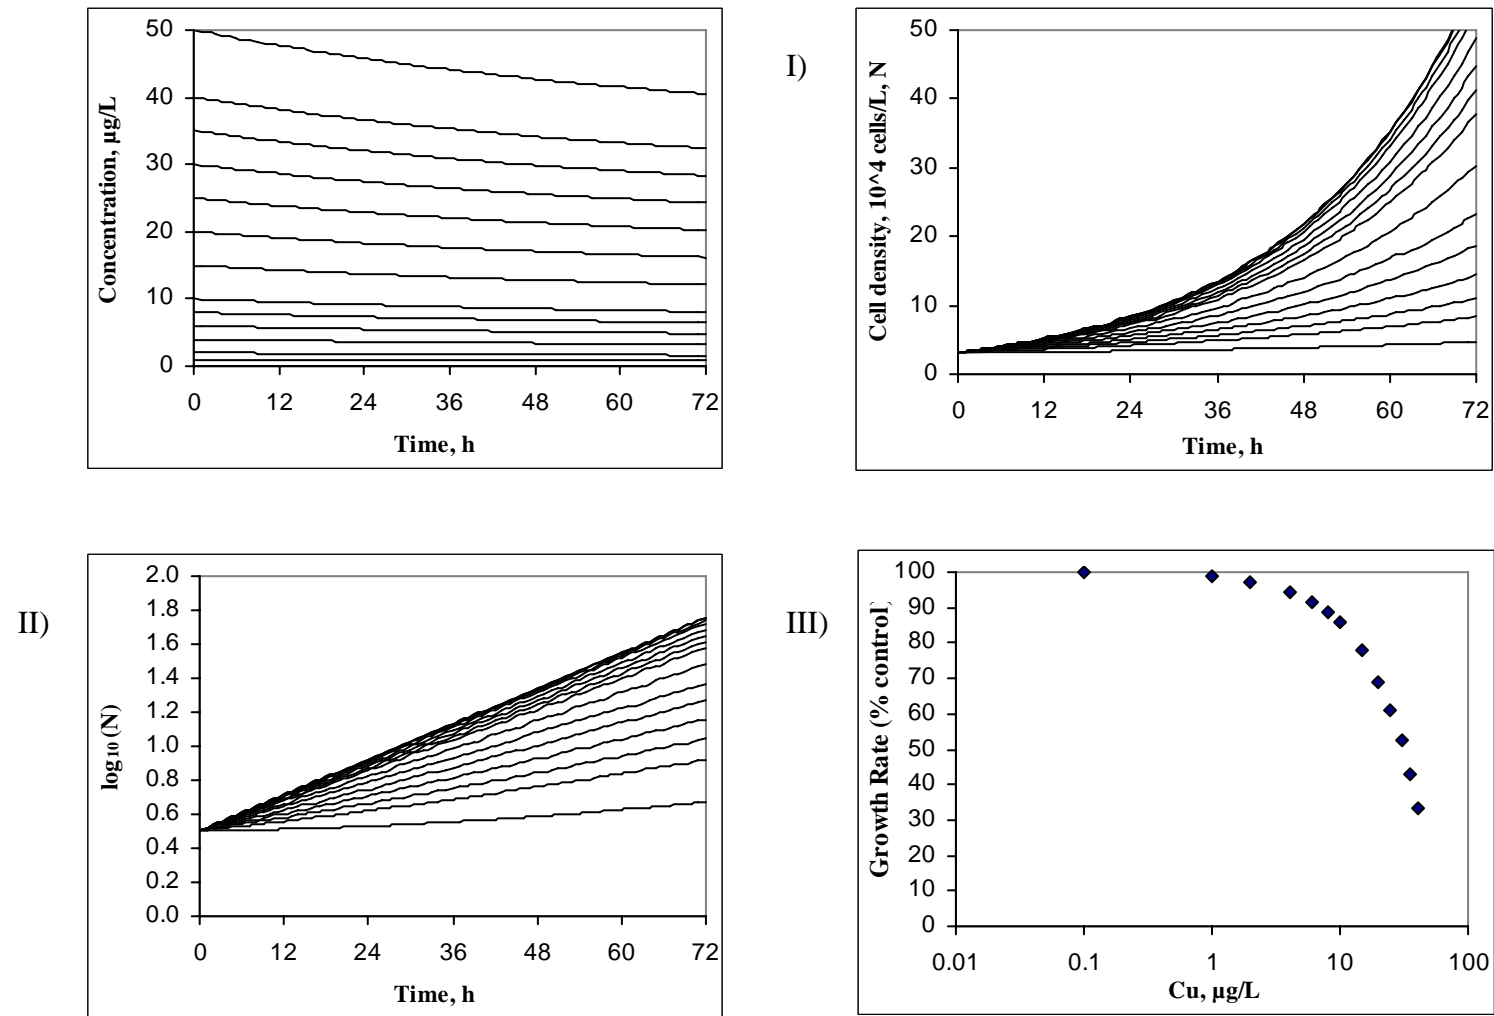 50
40
30
20
10
0
Concentration, µg/L
0 12 24 36 48 60 72
Time, h
I)
50
40
30
20
10
0
Cell density, 10^4 cells/L, N
0 12 24 36 48 60 72
Time, h
II)
2.0
1.8
1.6
1.4
1.2
1.0
0.8
0.6
0.4
0.2
0.0
log10 (N)
0 12 24 36 48 60 72
Time, h
III)
100
90
80
70
60
50
40
30
20
10
0
Growth Rate (% control)
0.01 0.1 1 10 100
Cu, µg/L